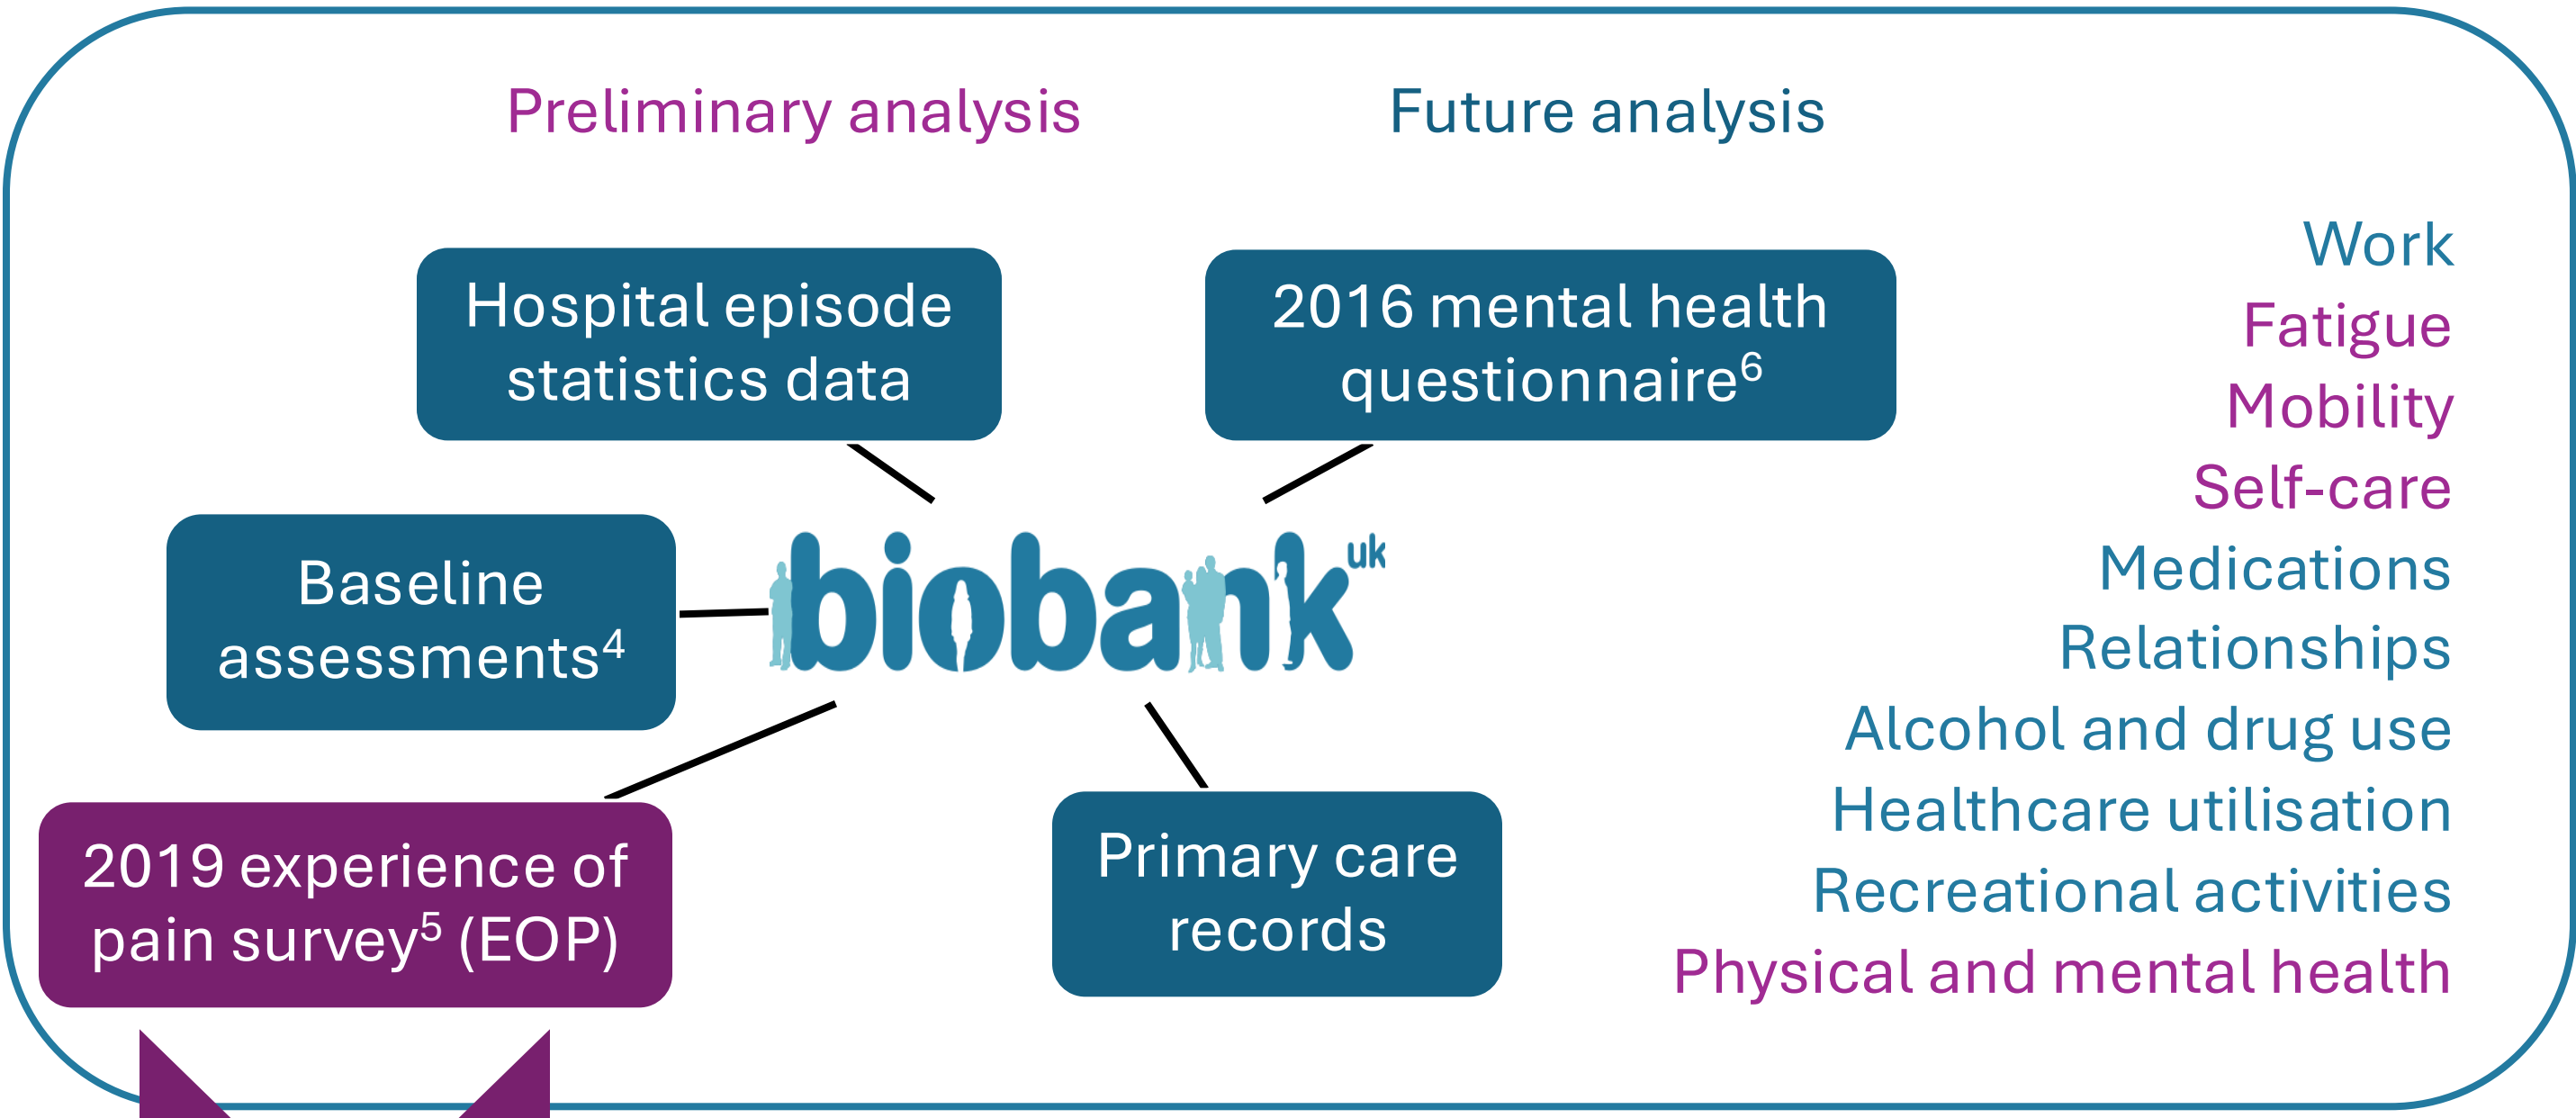 Preliminary analysis
Future analysis
Hospital episode
statistics data
2016 mental health
questionnaire⁶
Baseline
assessments⁴
biobank uk
2019 experience of
pain survey⁵ (EOP)
Primary care
records
Work
Fatigue
Mobility
Self-care
Medications
Relationships
Alcohol and drug use
Healthcare utilisation
Recreational activities
Physical and mental health